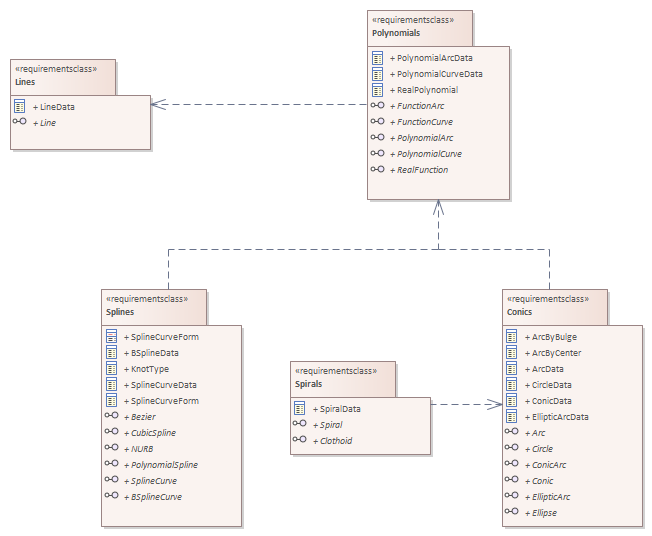 «requirementsclass»
Polynomials
+ PolynomialArcData
+ PolynomialCurveData
+ RealPolynomial
+ FunctionArc
+ FunctionCurve
+ PolynomialArc
+ PolynomialCurve
+ RealFunction
«requirementsclass»
Lines
+ LineData
+ Line
«requirementsclass»
Splines
+ SplineCurveForm
+ BSplineData
+ KnotType
+ SplineCurveData
+ SplineCurveForm
+ Bezier
+ CubicSpline
+ NURB
+ PolynomialSpline
+ SplineCurve
+ BSplineCurve
«requirementsclass»
Spirals
+ SpiralData
+ Spiral
+ Clothoid
«requirementsclass»
Conics
+ ArcByBulge
+ ArcByCenter
+ ArcData
+ CircleData
+ ConicData
+ EllipticArcData
+ Arc
+ Circle
+ ConicArc
+ Conic
+ EllipticArc
+ Ellipse